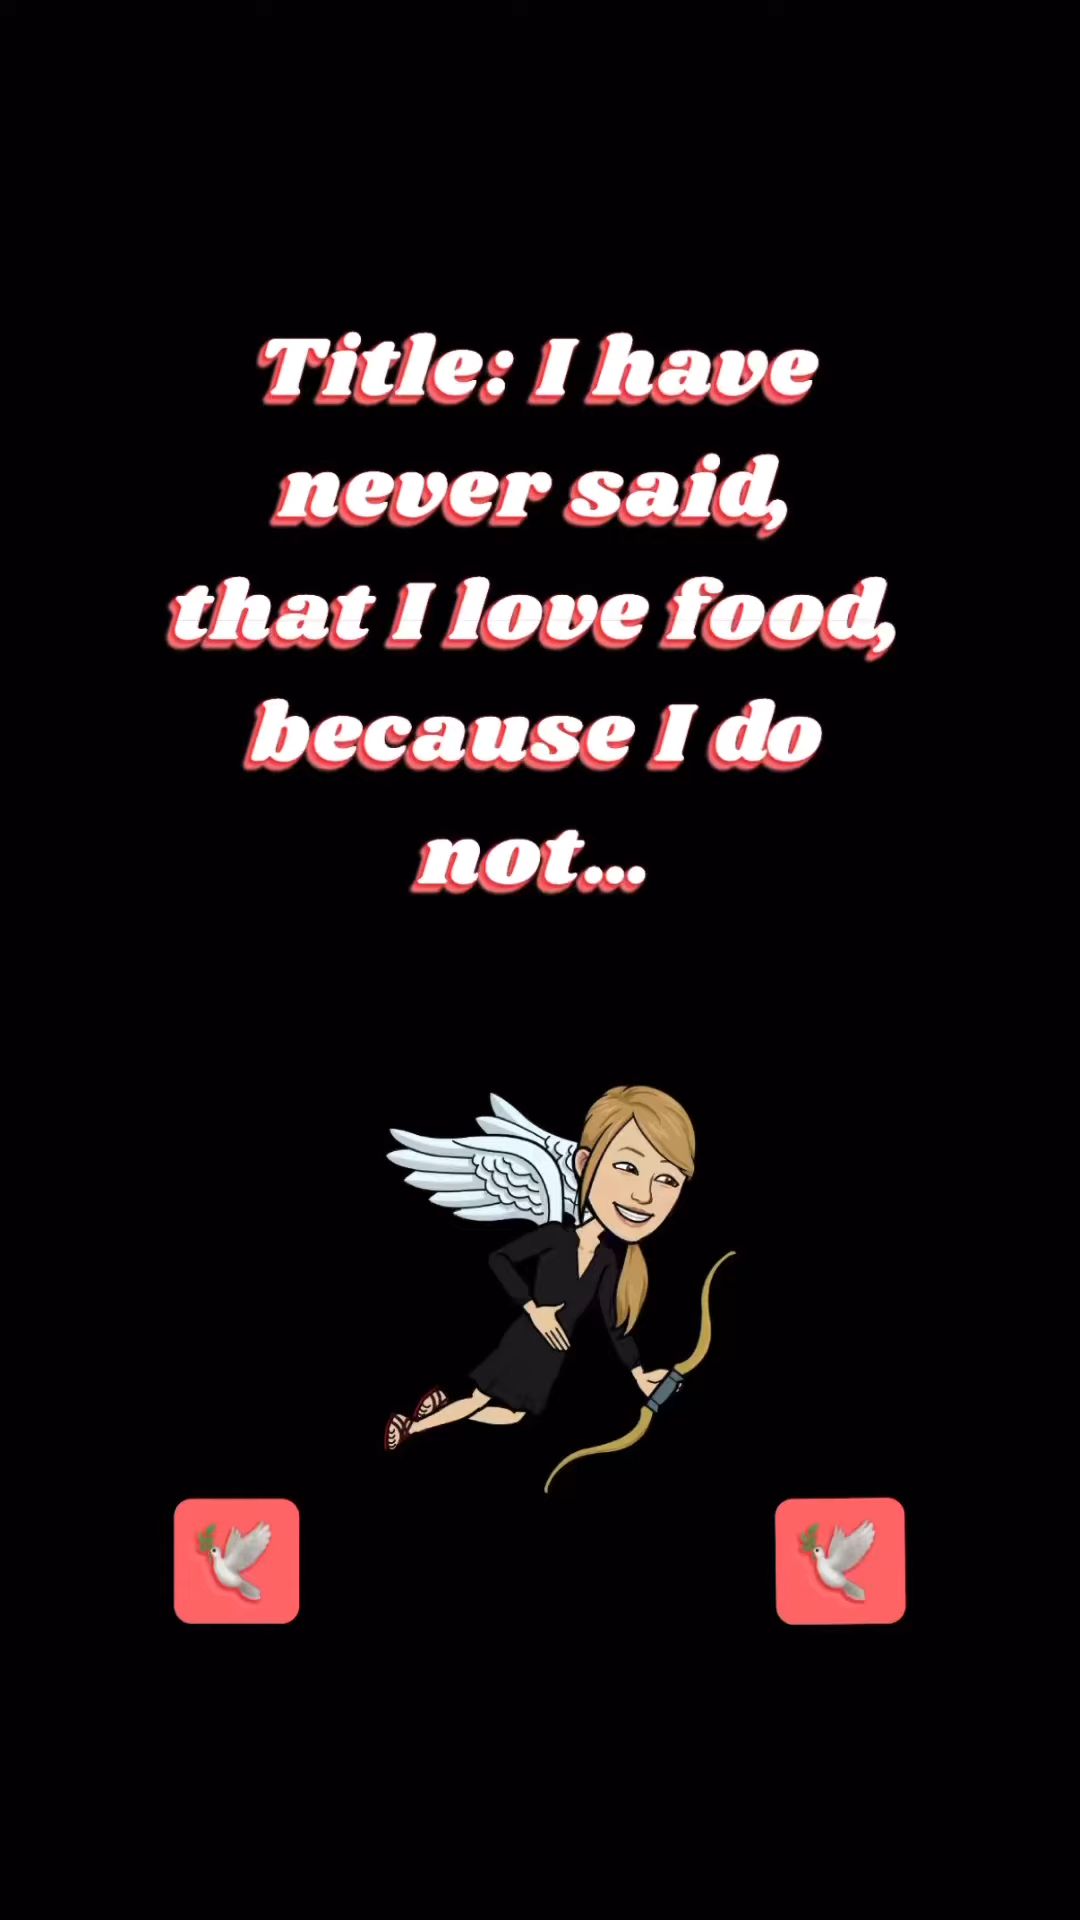 Title: I have
never said,
that I love food,
because I do
not...